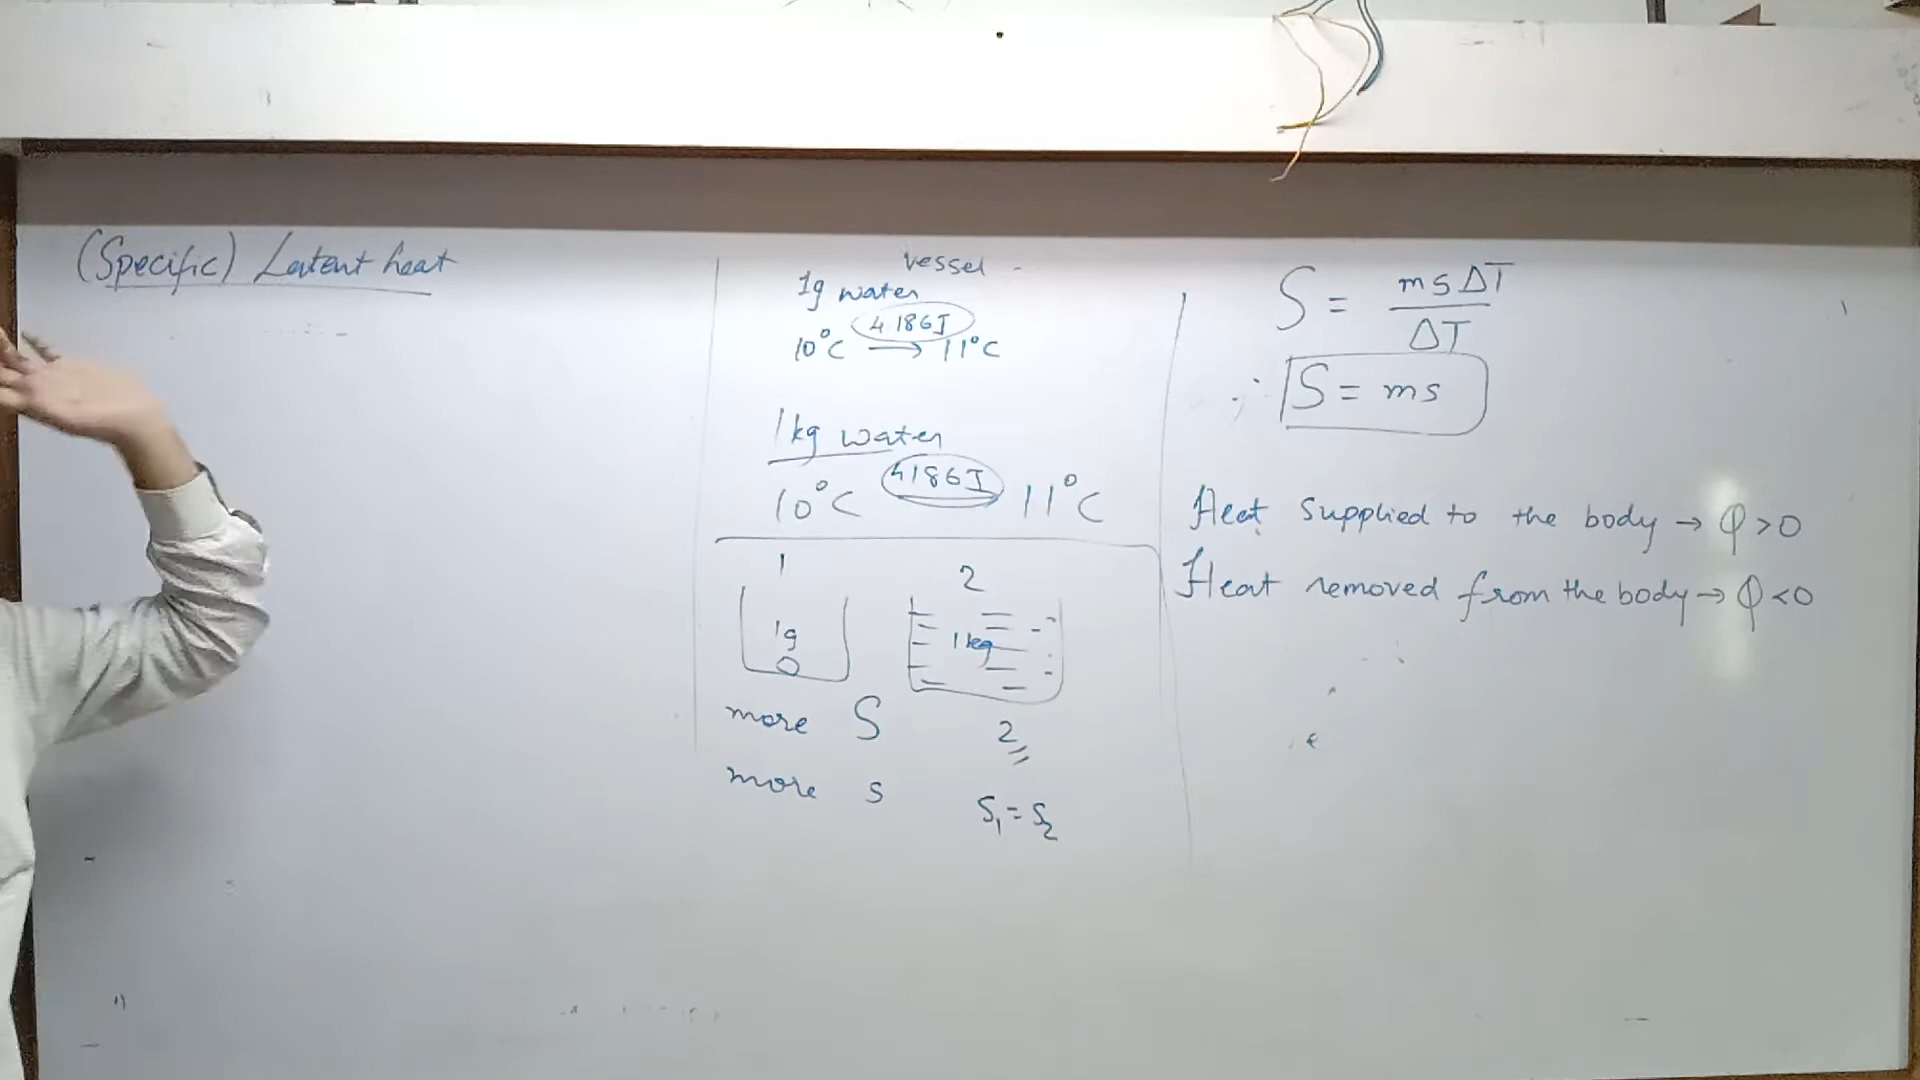 (Specific) Latent heat
vessel
1g water
4.186J
10°C → 11°C
1kg water
4186J
10°C 11°C
1 2
1g 1kg
more S 2
more s s₁ = s₂
S = msΔT / ΔT
∴ S = ms
Heat supplied to the body → Q > 0
Heat removed from the body → Q < 0